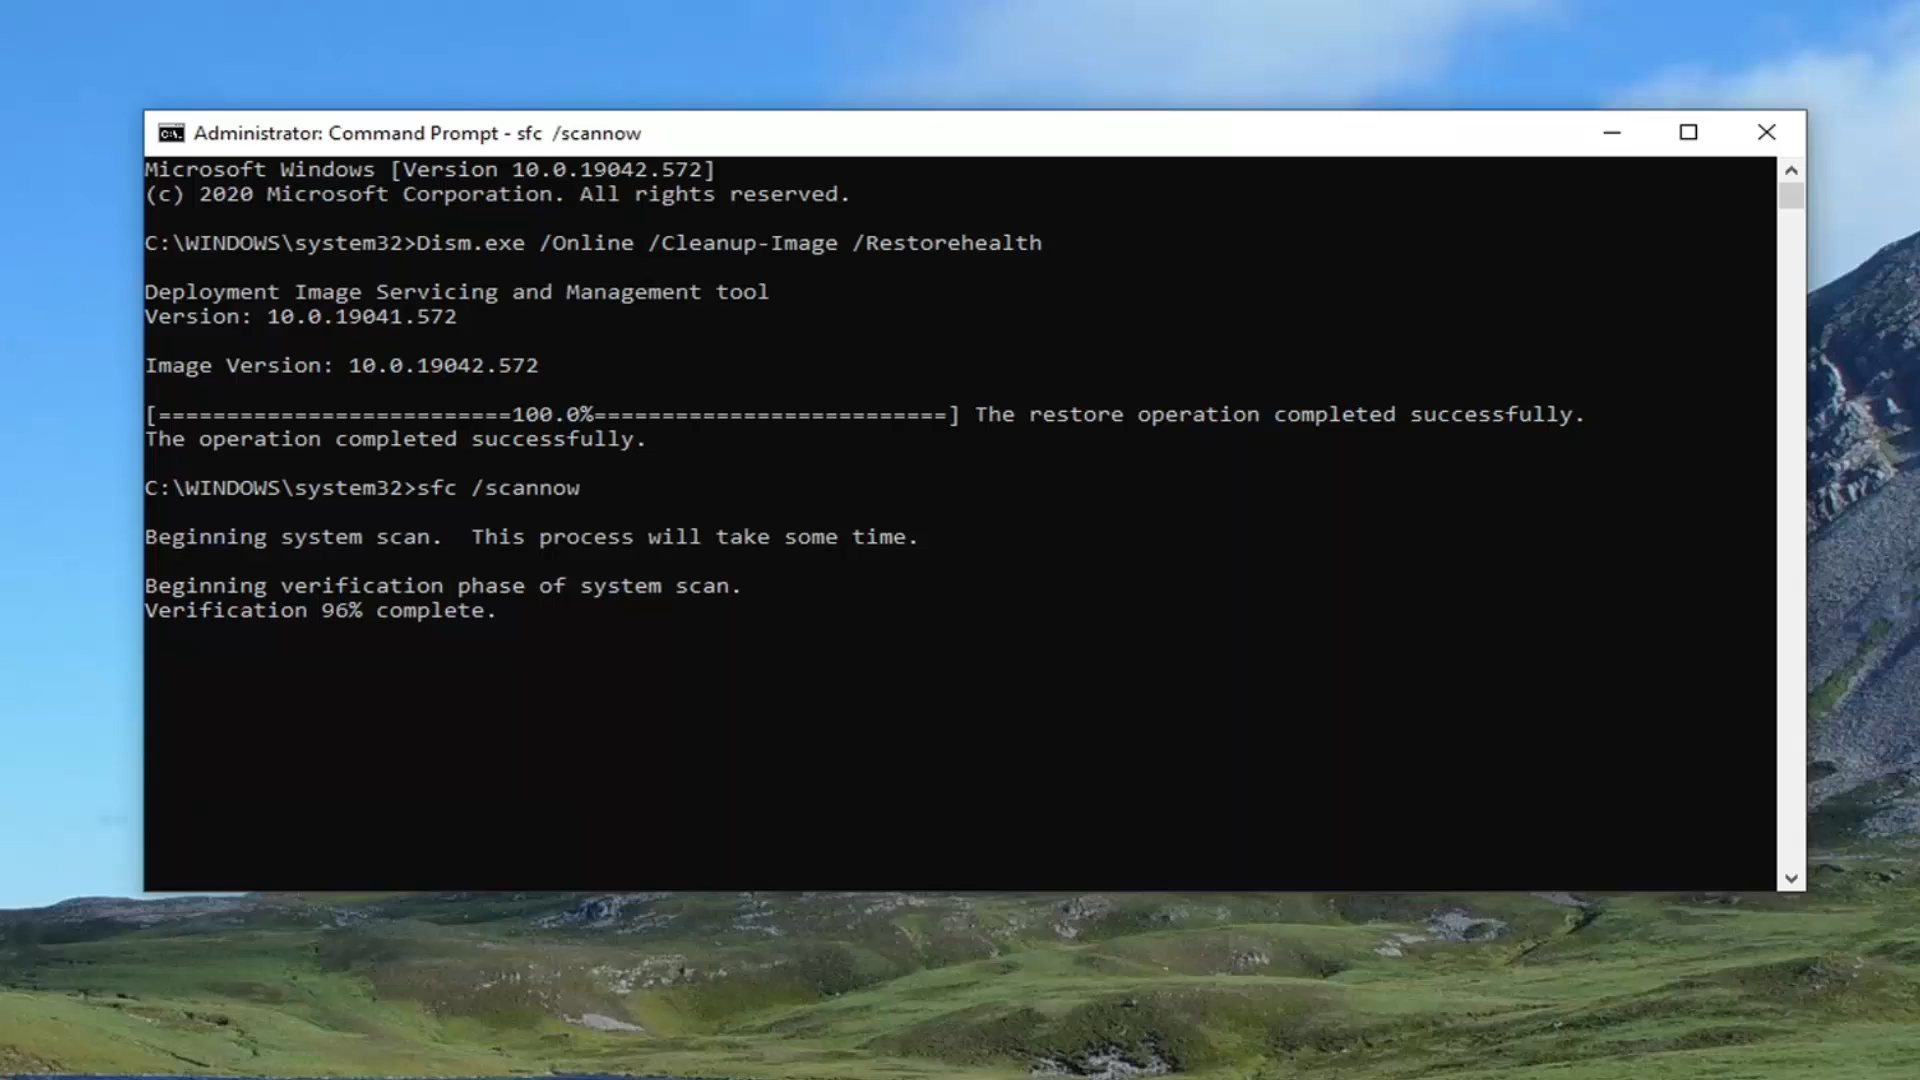 Administrator: Command Prompt - sfc  /scannow
Microsoft Windows [Version 10.0.19042.572]
(c) 2020 Microsoft Corporation. All rights reserved.
C:\WINDOWS\system32>Dism.exe /Online /Cleanup-Image /Restorehealth
Deployment Image Servicing and Management tool
Version: 10.0.19041.572
Image Version: 10.0.19042.572
[==========================100.0%==========================] The restore operation completed successfully.
The operation completed successfully.
C:\WINDOWS\system32>sfc /scannow
Beginning system scan.  This process will take some time.
Beginning verification phase of system scan.
Verification 96% complete.